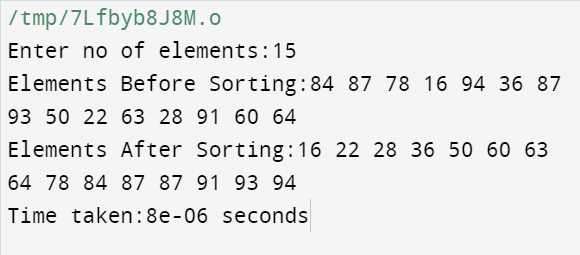 /tmp/7Lfbyb8J8M.o
Enter no of elements:15
Elements Before Sorting:84 87 78 16 94 36 87
93 50 22 63 28 91 60 64
Elements After Sorting:16 22 28 36 50 60 63
64 78 84 87 87 91 93 94
Time taken:8e-06 seconds